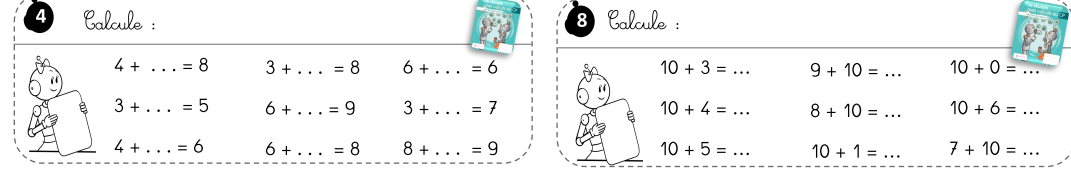 4 Calcule :
4 + ... = 8 3 + ... = 8 6 + ... = 6
3 + ... = 5 6 + ... = 9 3 + ... = 7
4 + ... = 6 6 + ... = 8 8 + ... = 9
8 Calcule :
10 + 3 = ... 9 + 10 = ... 10 + 0 = ...
10 + 4 = ... 8 + 10 = ... 10 + 6 = ...
10 + 5 = ... 10 + 1 = ... 7 + 10 = ...